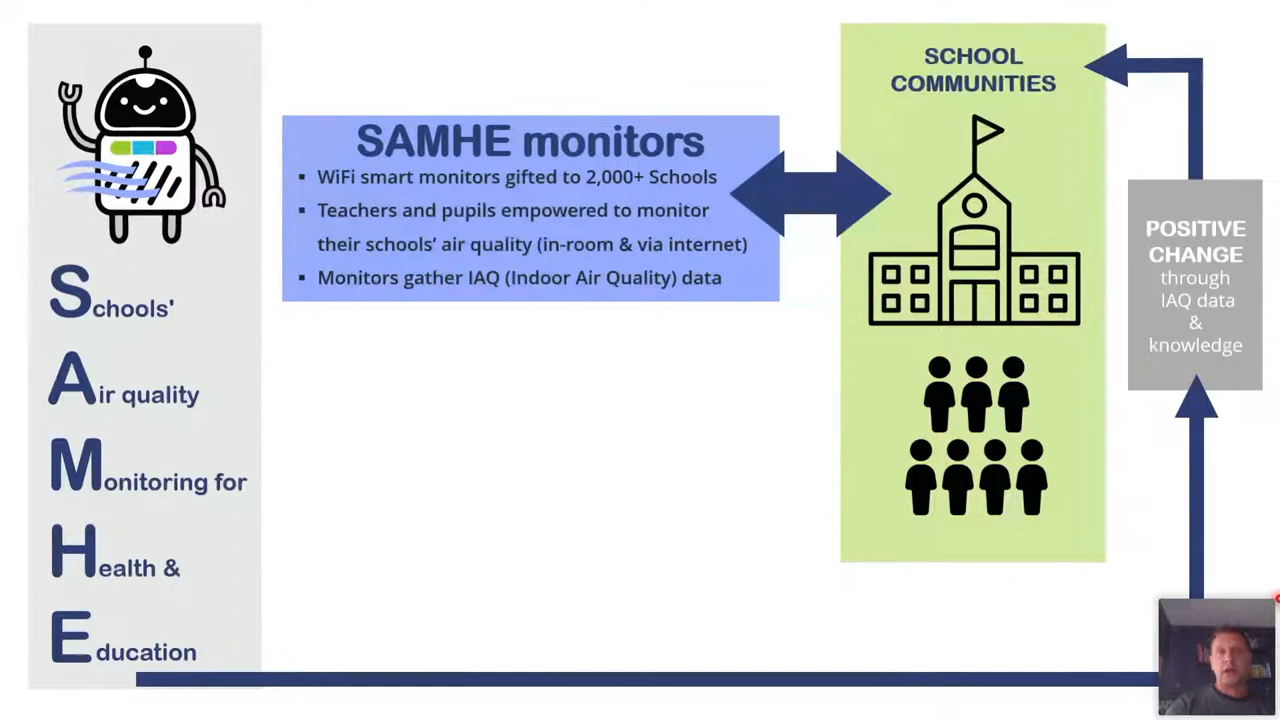 Schools'
Air quality
Monitoring for
Health &
Education
SAMHE monitors
▪ WiFi smart monitors gifted to 2,000+ Schools
▪ Teachers and pupils empowered to monitor
their schools’ air quality (in-room & via internet)
▪ Monitors gather IAQ (Indoor Air Quality) data
SCHOOL
COMMUNITIES
POSITIVE
CHANGE
through
IAQ data
&
knowledge